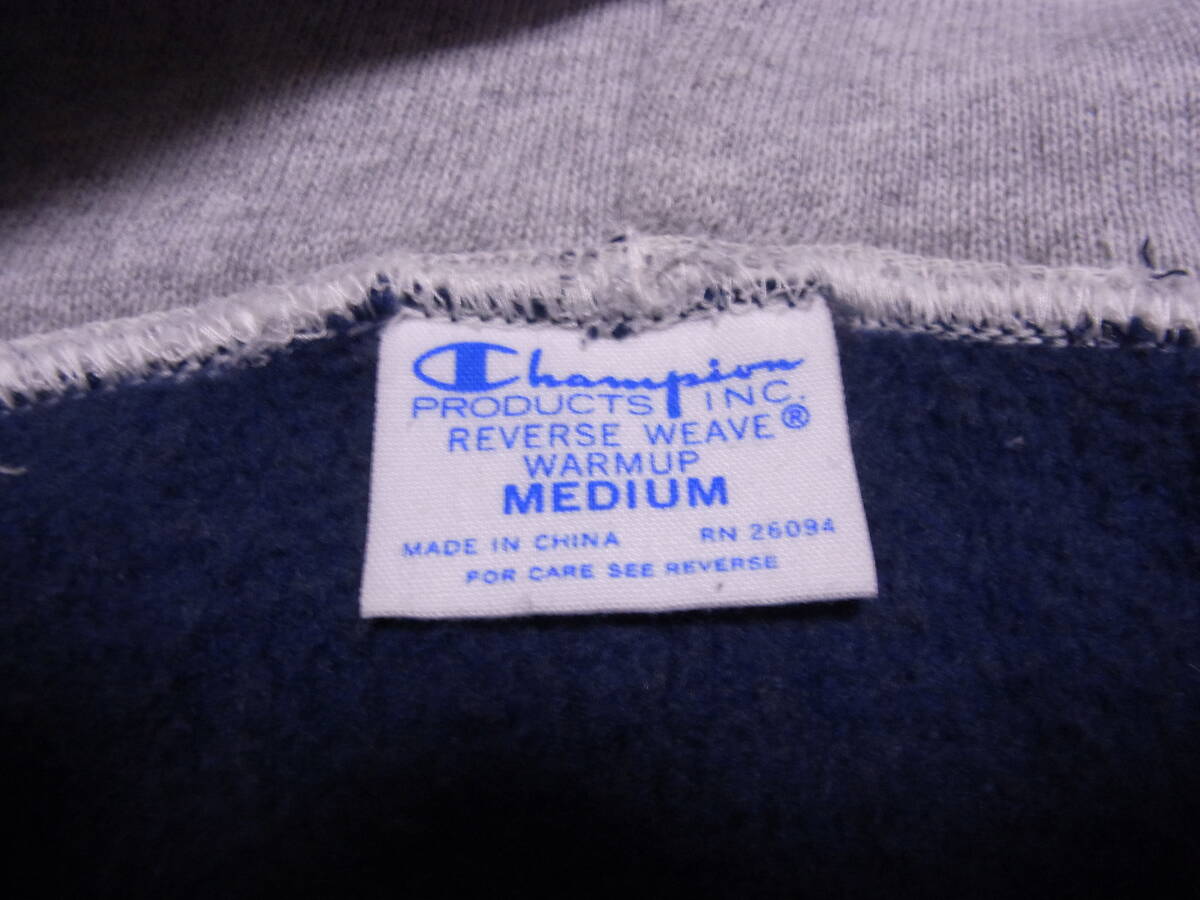 Champion
PRODUCTS INC.
REVERSE WEAVE®
WARMUP
MEDIUM
MADE IN CHINA RN 26094
FOR CARE SEE REVERSE